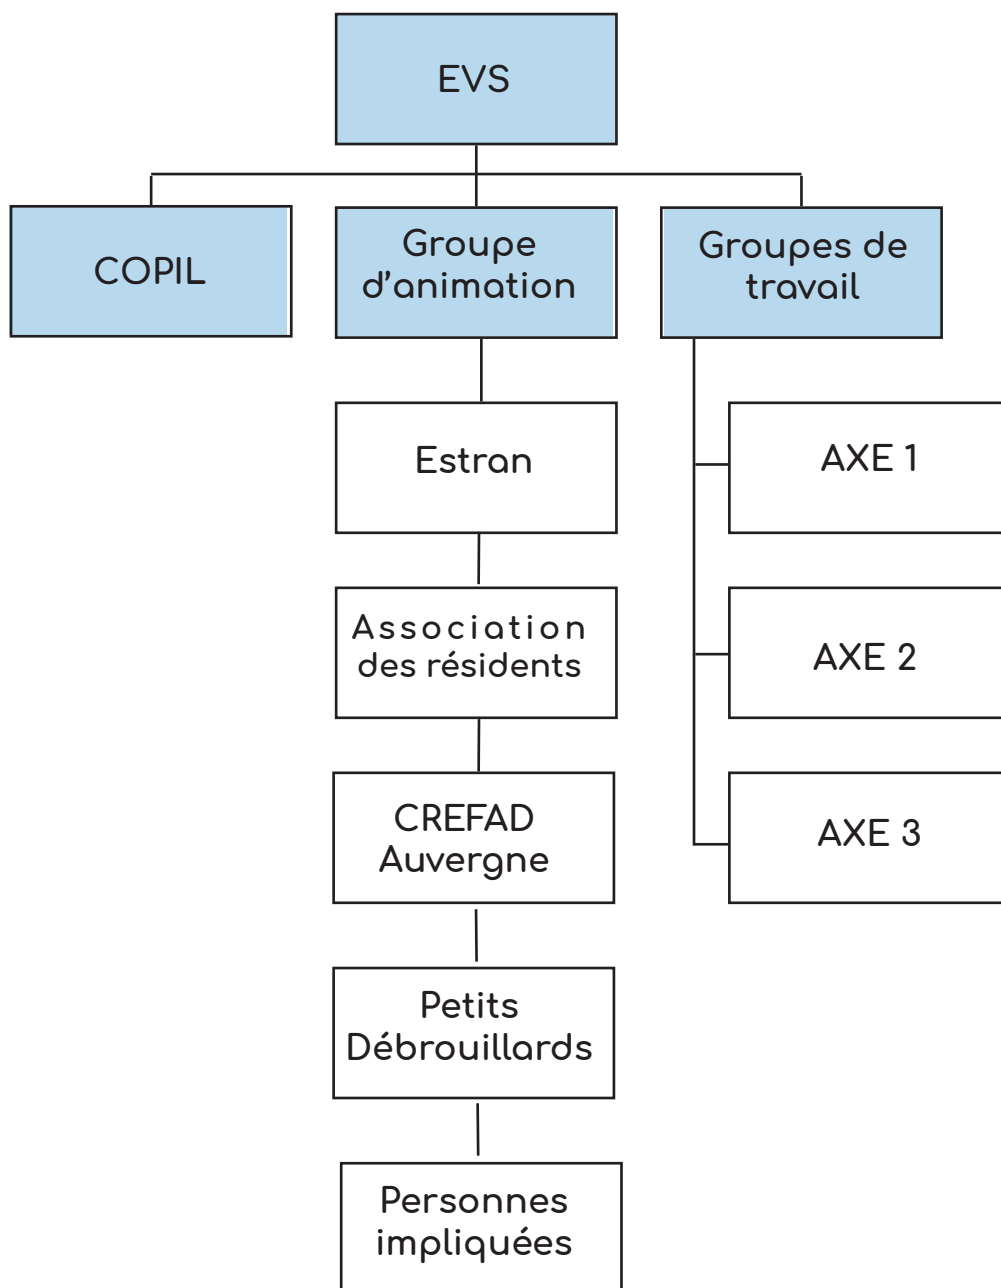 EVS
COPIL
Groupe
d'animation
Groupes de
travail
Estran
AXE 1
Association
des résidents
AXE 2
CREFAD
Auvergne
AXE 3
Petits
Débrouillards
Personnes
impliquées